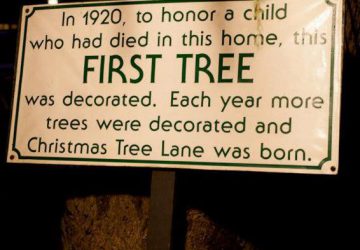 In 1920, to honor a child
who had died in this home, this
FIRST TREE
was decorated. Each year more
trees were decorated and
Christmas Tree Lane was born.